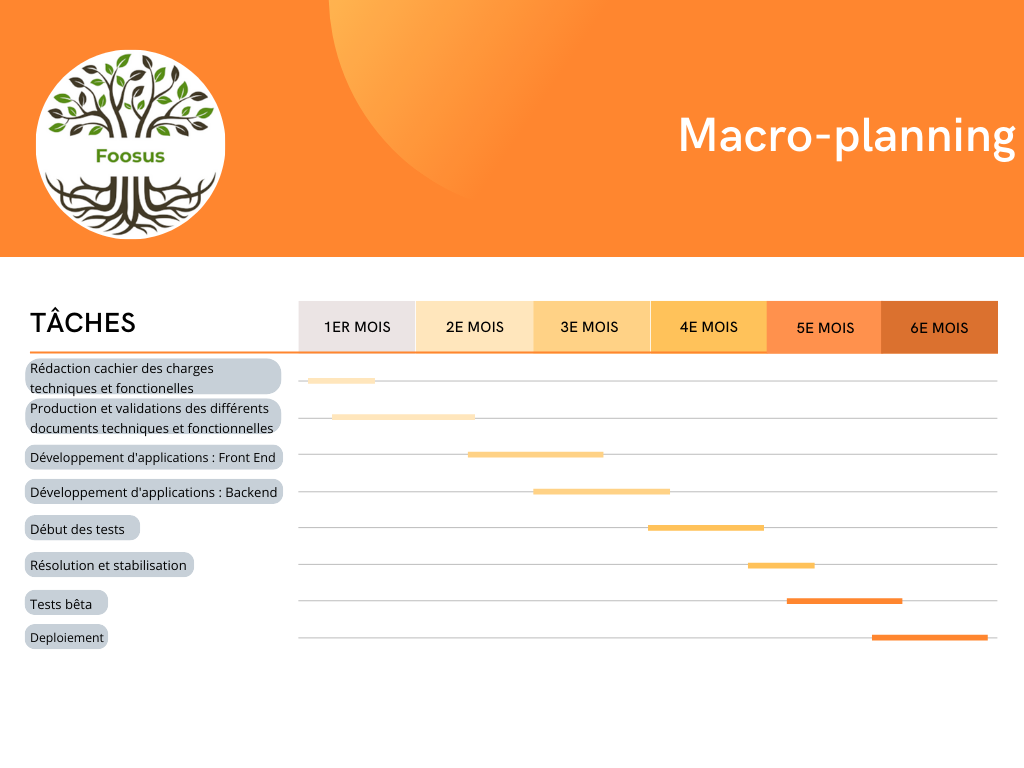 Foosus
Macro-planning
TÂCHES
1ER MOIS
2E MOIS
3E MOIS
4E MOIS
5E MOIS
6E MOIS
Rédaction cachier des charges
techniques et fonctionelles
Production et validations des différents
documents techniques et fonctionnelles
Développement d'applications : Front End
Développement d'applications : Backend
Début des tests
Résolution et stabilisation
Tests bêta
Deploiement